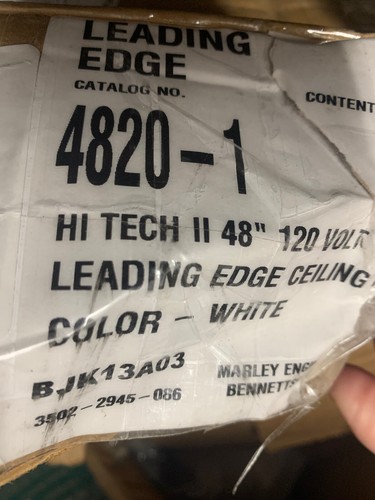 LEADING
EDGE
CATALOG NO.
CONTENT
4820-1
HI TECH II 48" 120 VOLT
LEADING EDGE CEILING
COLOR - WHITE
BJK13A03
3502-2945-086
MARLEY ENG
BENNETTS